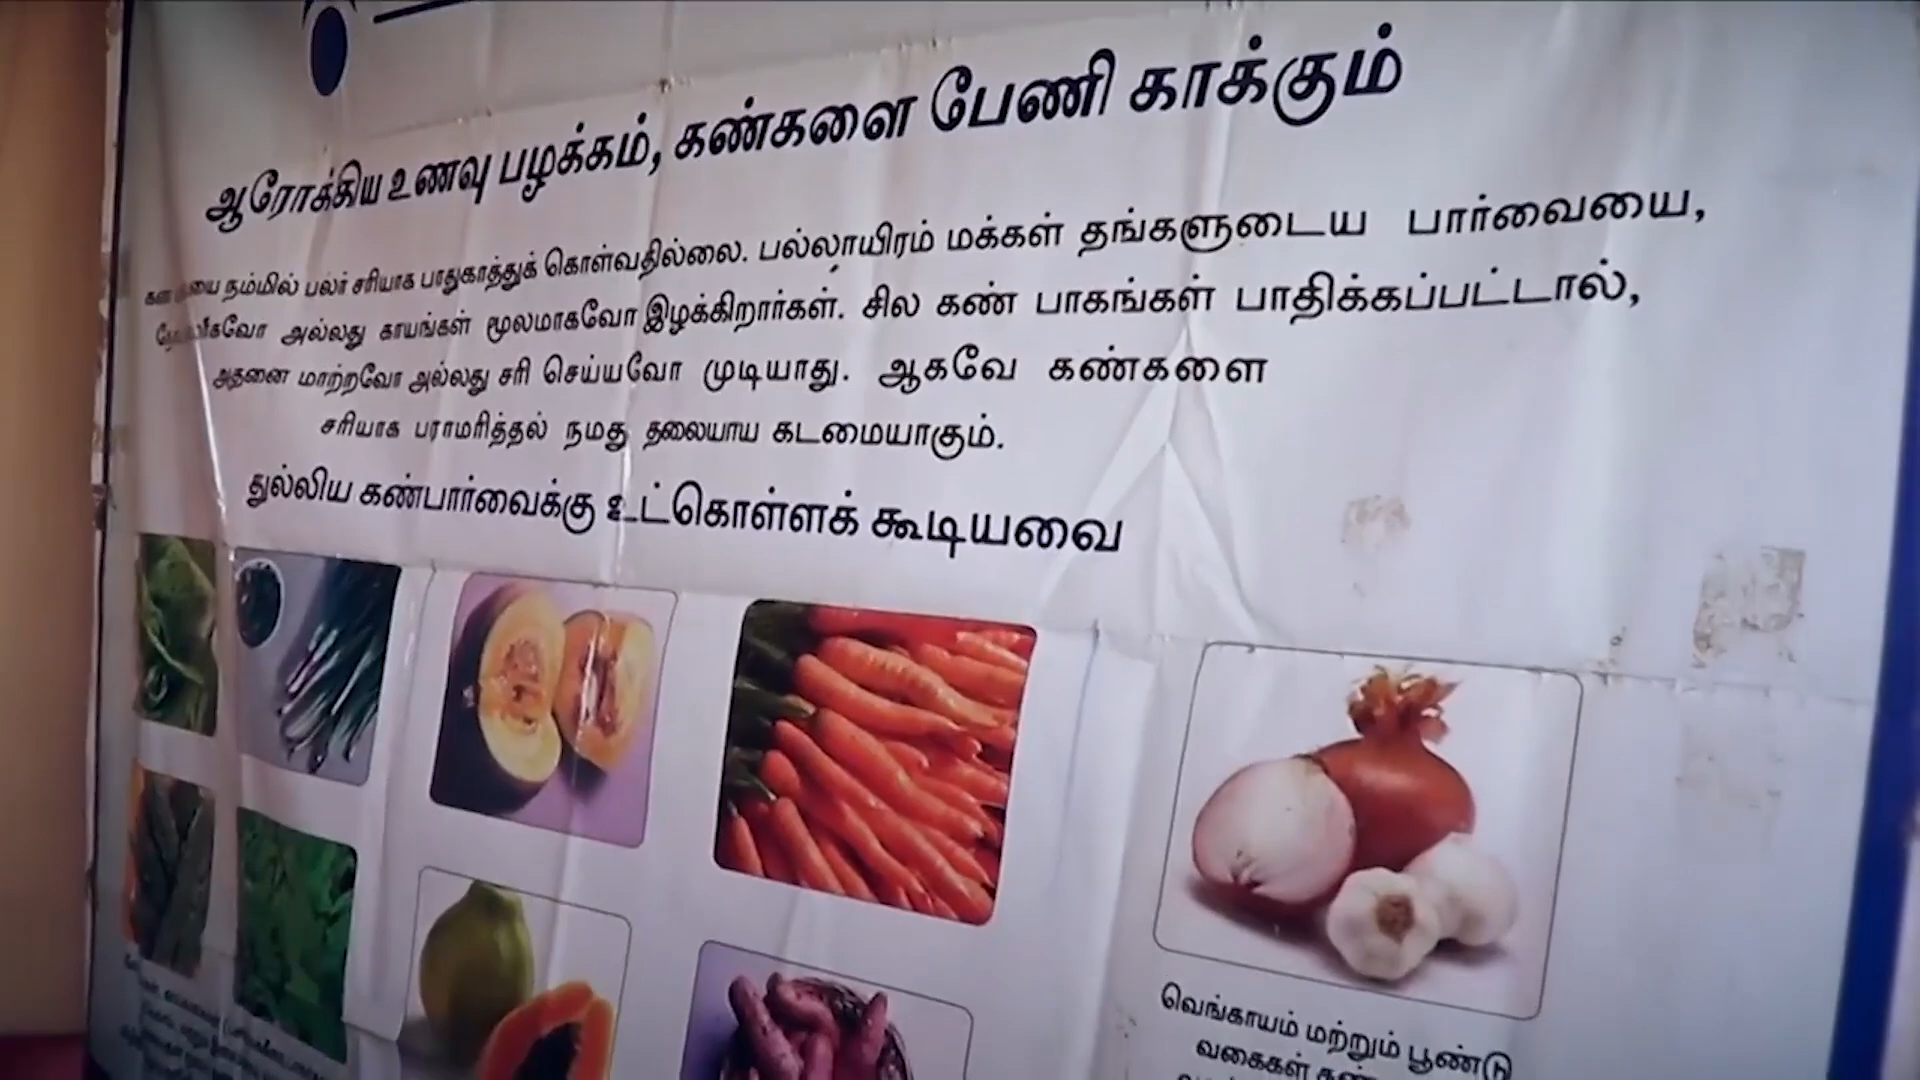 ஆரோக்கிய உணவு பழக்கம், கண்களை பேணி காக்கும்
நம்மில் பலர் சரியாக பாதுகாத்துக் கொள்வதில்லை. பல்லாயிரம் மக்கள் தங்களுடைய பார்வையை,
அல்லது காயங்கள் மூலமாகவோ இழக்கிறார்கள். சில கண் பாகங்கள் பாதிக்கப்பட்டால்,
அதனை மாற்றவோ அல்லது சரி செய்யவோ முடியாது. ஆகவே கண்களை
சரியாக பராமரித்தல் நமது தலையாய கடமையாகும்.
துல்லிய கண்பார்வைக்கு உட்கொள்ளக் கூடியவை
வெங்காயம் மற்றும் பூண்டு
வகைகள்